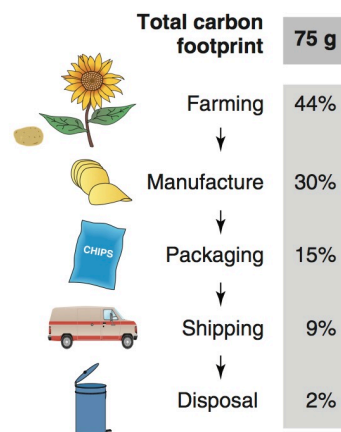 Total carbon footprint 75 g
Farming 44%
Manufacture 30%
CHIPS
Packaging 15%
Shipping 9%
Disposal 2%